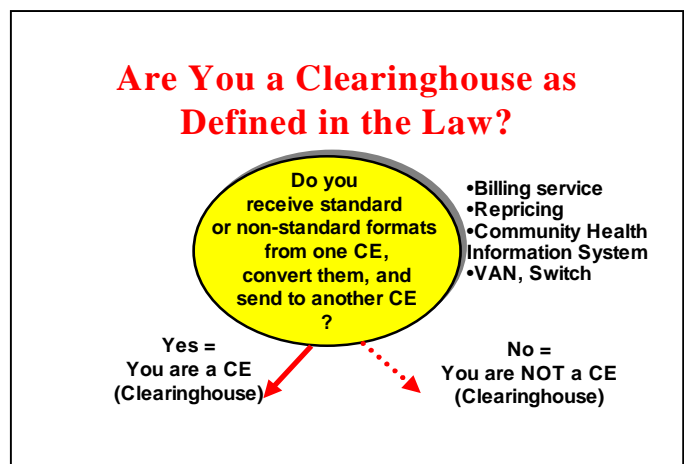 Are You a Clearinghouse as
Defined in the Law?
Do you
receive standard
or non-standard formats
from one CE,
convert them, and
send to another CE
?
•Billing service
•Repricing
•Community Health
Information System
•VAN, Switch
Yes =
You are a CE
(Clearinghouse)
No =
You are NOT a CE
(Clearinghouse)